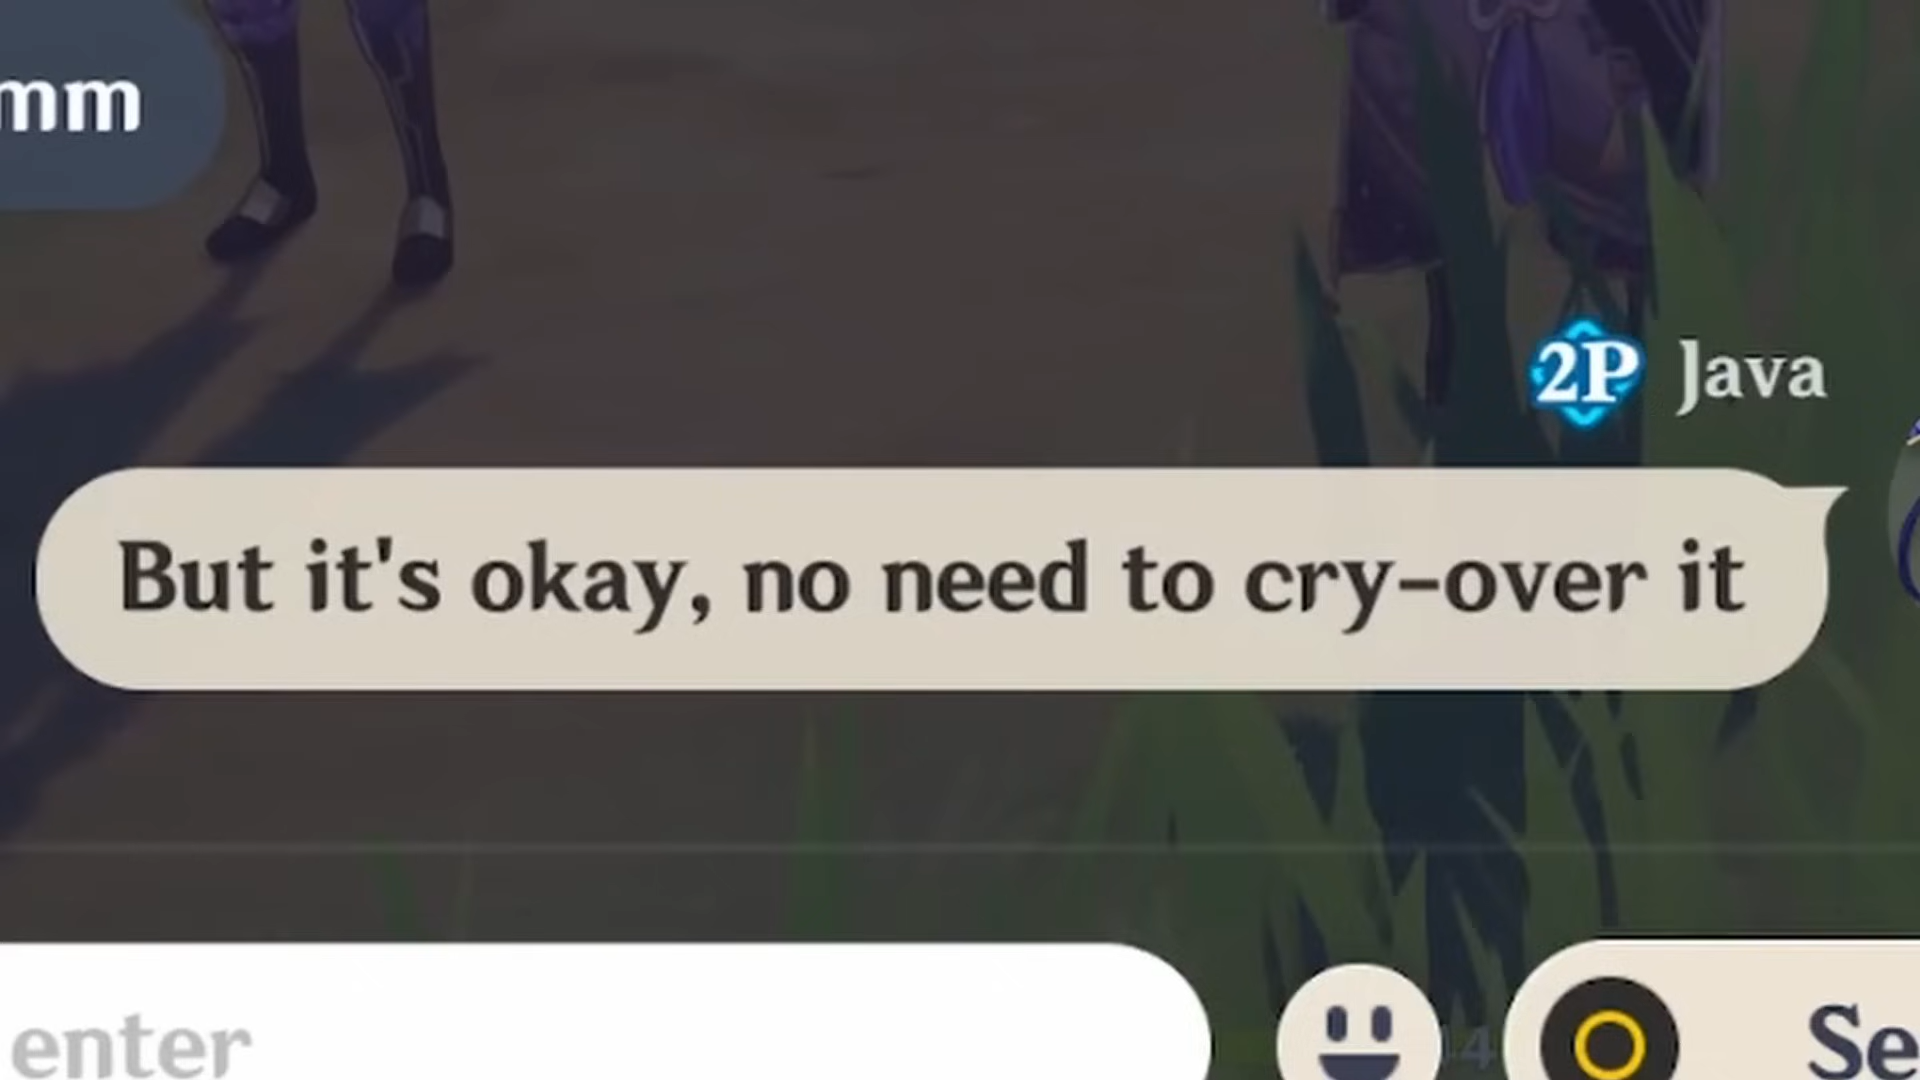 mm
2P Java
But it's okay, no need to cry-over it
enter
Se